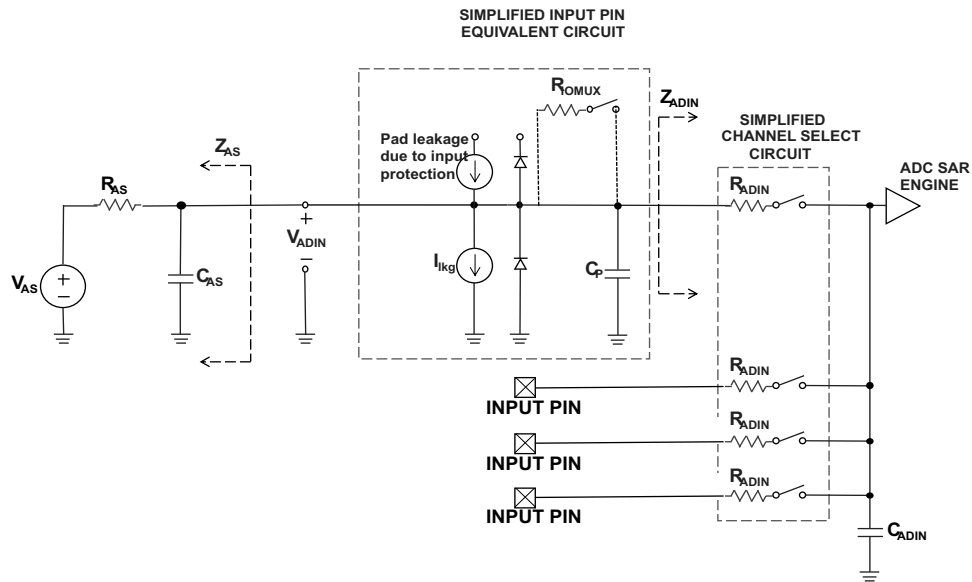 SIMPLIFIED INPUT PIN
EQUIVALENT CIRCUIT
RIOMUX
ZADIN
SIMPLIFIED
CHANNEL SELECT
CIRCUIT
Pad leakage
due to input
protection
ZAS
RAS
RADIN
ADC SAR
ENGINE
+
VADIN
−
VAS
+
−
CAS
Ilkg
CP
RADIN
INPUT PIN
RADIN
INPUT PIN
RADIN
INPUT PIN
CADIN